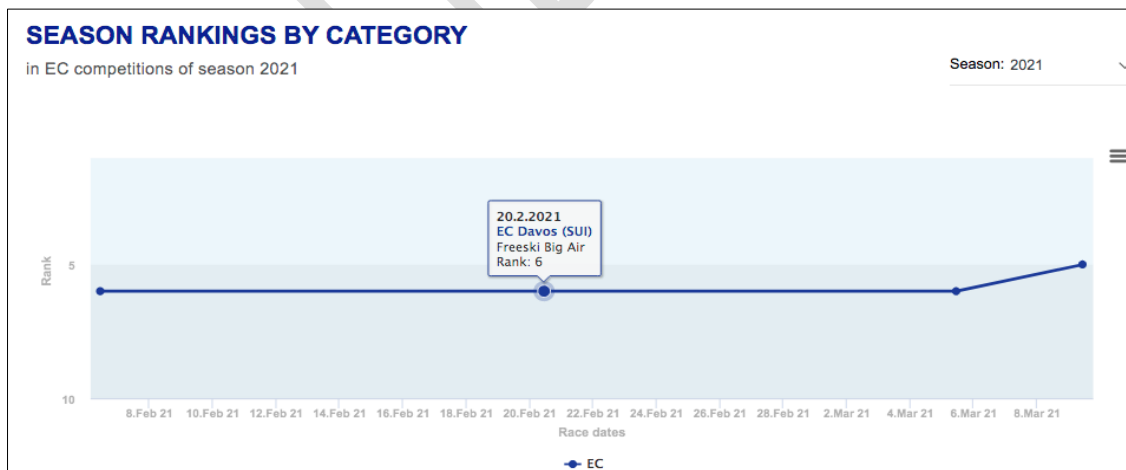 SEASON RANKINGS BY CATEGORY
in EC competitions of season 2021
Season: 2021
20.2.2021
EC Davos (SUI)
Freeski Big Air
Rank: 6
Rank
5
10
8.Feb 21 10.Feb 21 12.Feb 21 14.Feb 21 16.Feb 21 18.Feb 21 20.Feb 21 22.Feb 21 24.Feb 21 26.Feb 21 28.Feb 21 2.Mar 21 4.Mar 21 6.Mar 21 8.Mar 21
Race dates
EC